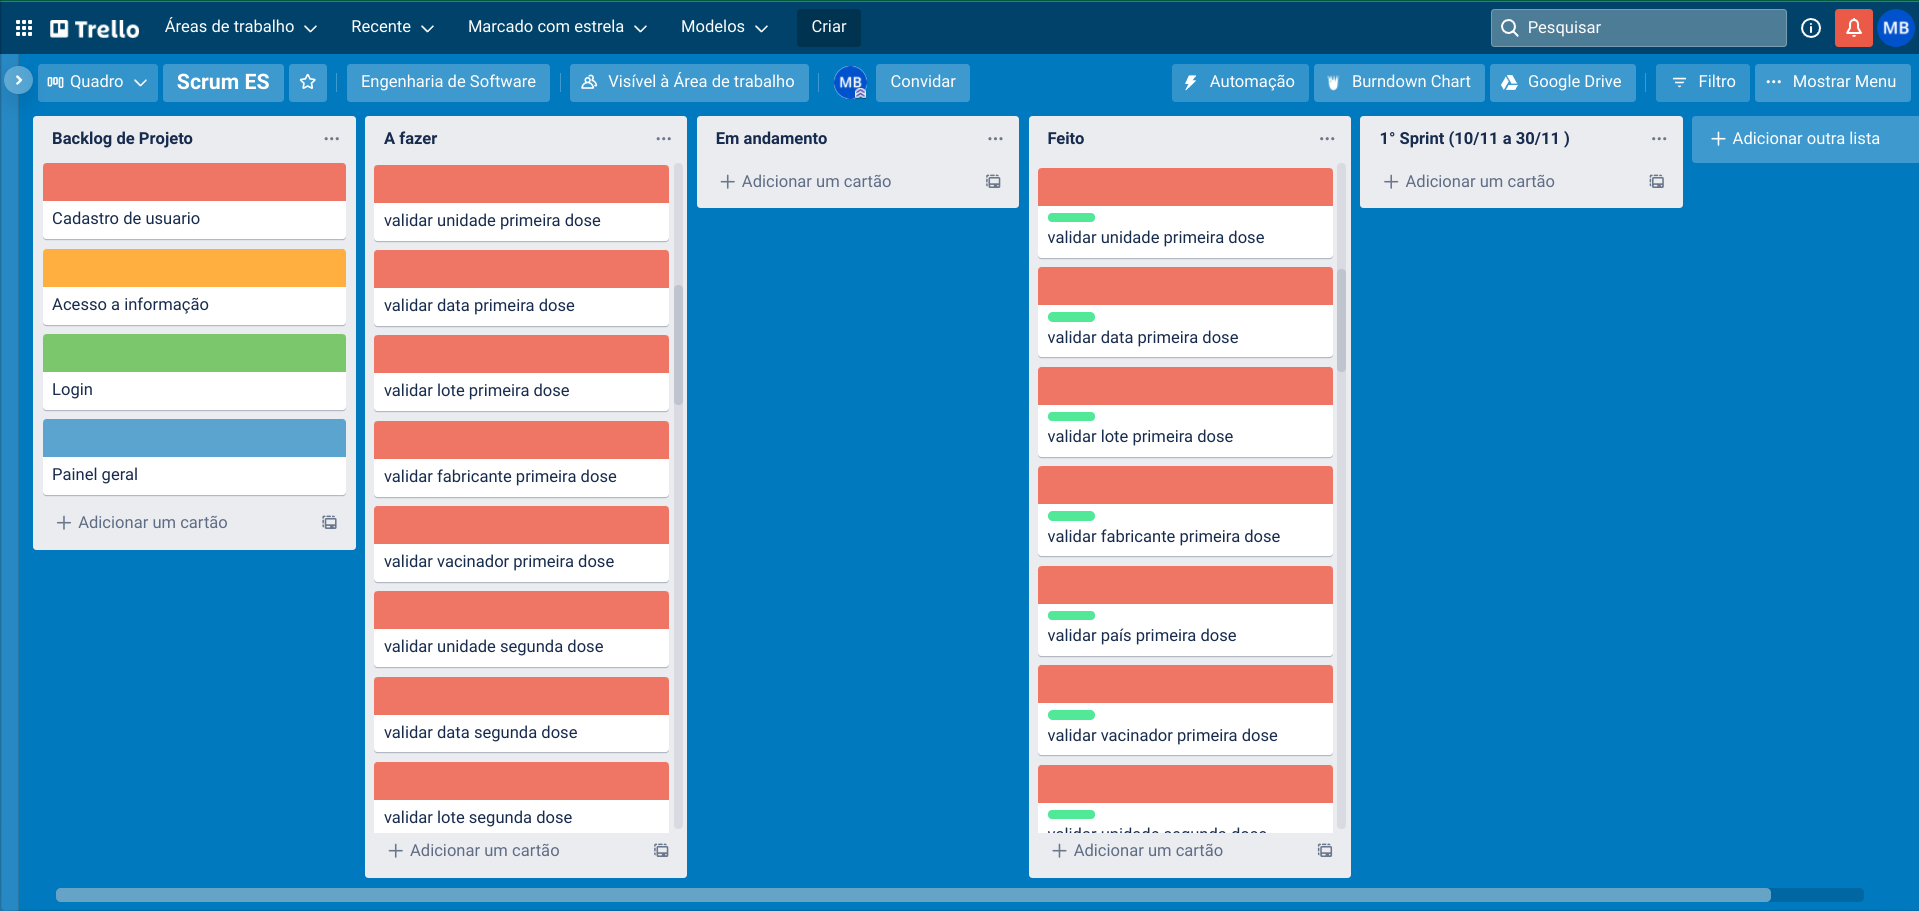 Trello Áreas de trabalho Recente Marcado com estrela Modelos Criar Pesquisar MB
Quadro Scrum ES Engenharia de Software Visível à Área de trabalho MB Convidar Automação Burndown Chart Google Drive Filtro Mostrar Menu
Backlog de Projeto
Cadastro de usuario
Acesso a informação
Login
Painel geral
Adicionar um cartão
A fazer
validar unidade primeira dose
validar data primeira dose
validar lote primeira dose
validar fabricante primeira dose
validar vacinador primeira dose
validar unidade segunda dose
validar data segunda dose
validar lote segunda dose
Adicionar um cartão
Em andamento
Adicionar um cartão
Feito
validar unidade primeira dose
validar data primeira dose
validar lote primeira dose
validar fabricante primeira dose
validar país primeira dose
validar vacinador primeira dose
validar unidade segunda dose
Adicionar um cartão
1° Sprint (10/11 a 30/11 )
Adicionar um cartão
Adicionar outra lista